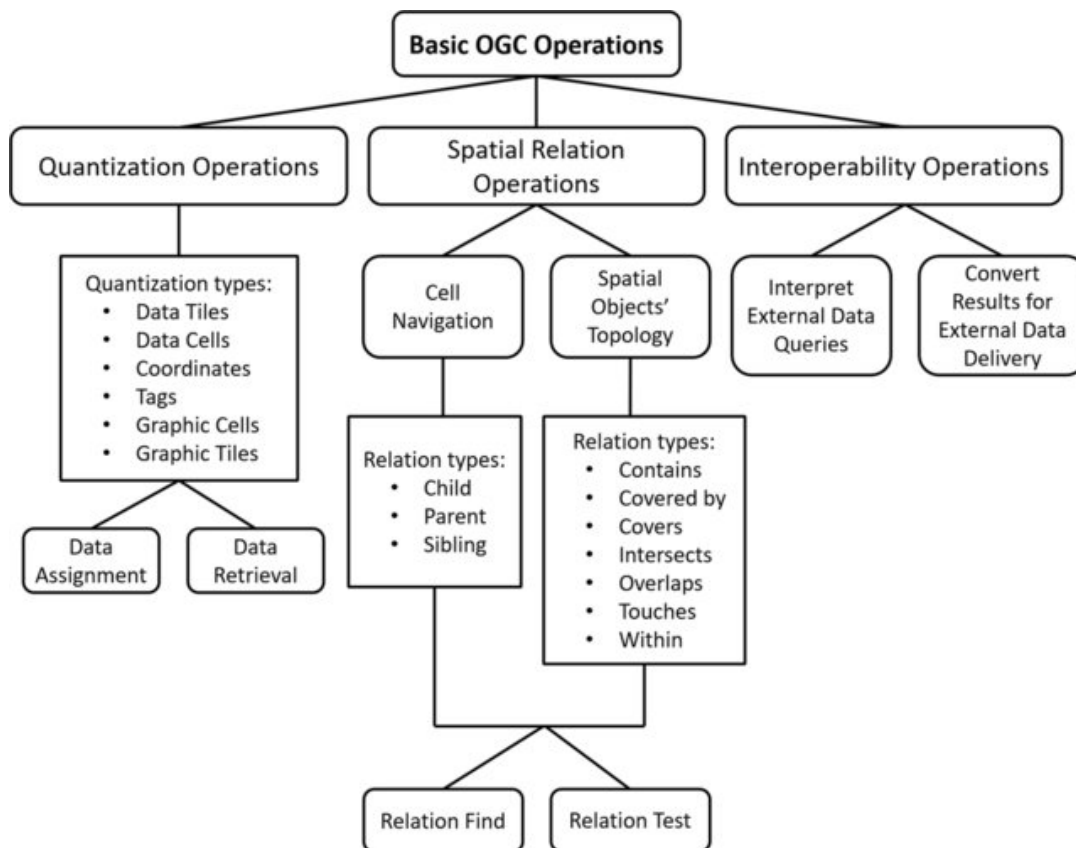 Basic OGC Operations
Quantization Operations
Spatial Relation
Operations
Interoperability Operations
Quantization types:
• Data Tiles
• Data Cells
• Coordinates
• Tags
• Graphic Cells
• Graphic Tiles
Cell
Navigation
Spatial
Objects’
Topology
Interpret
External Data
Queries
Convert
Results for
External Data
Delivery
Relation types:
• Child
• Parent
• Sibling
Relation types:
• Contains
• Covered by
• Covers
• Intersects
• Overlaps
• Touches
• Within
Data
Assignment
Data
Retrieval
Relation Find
Relation Test